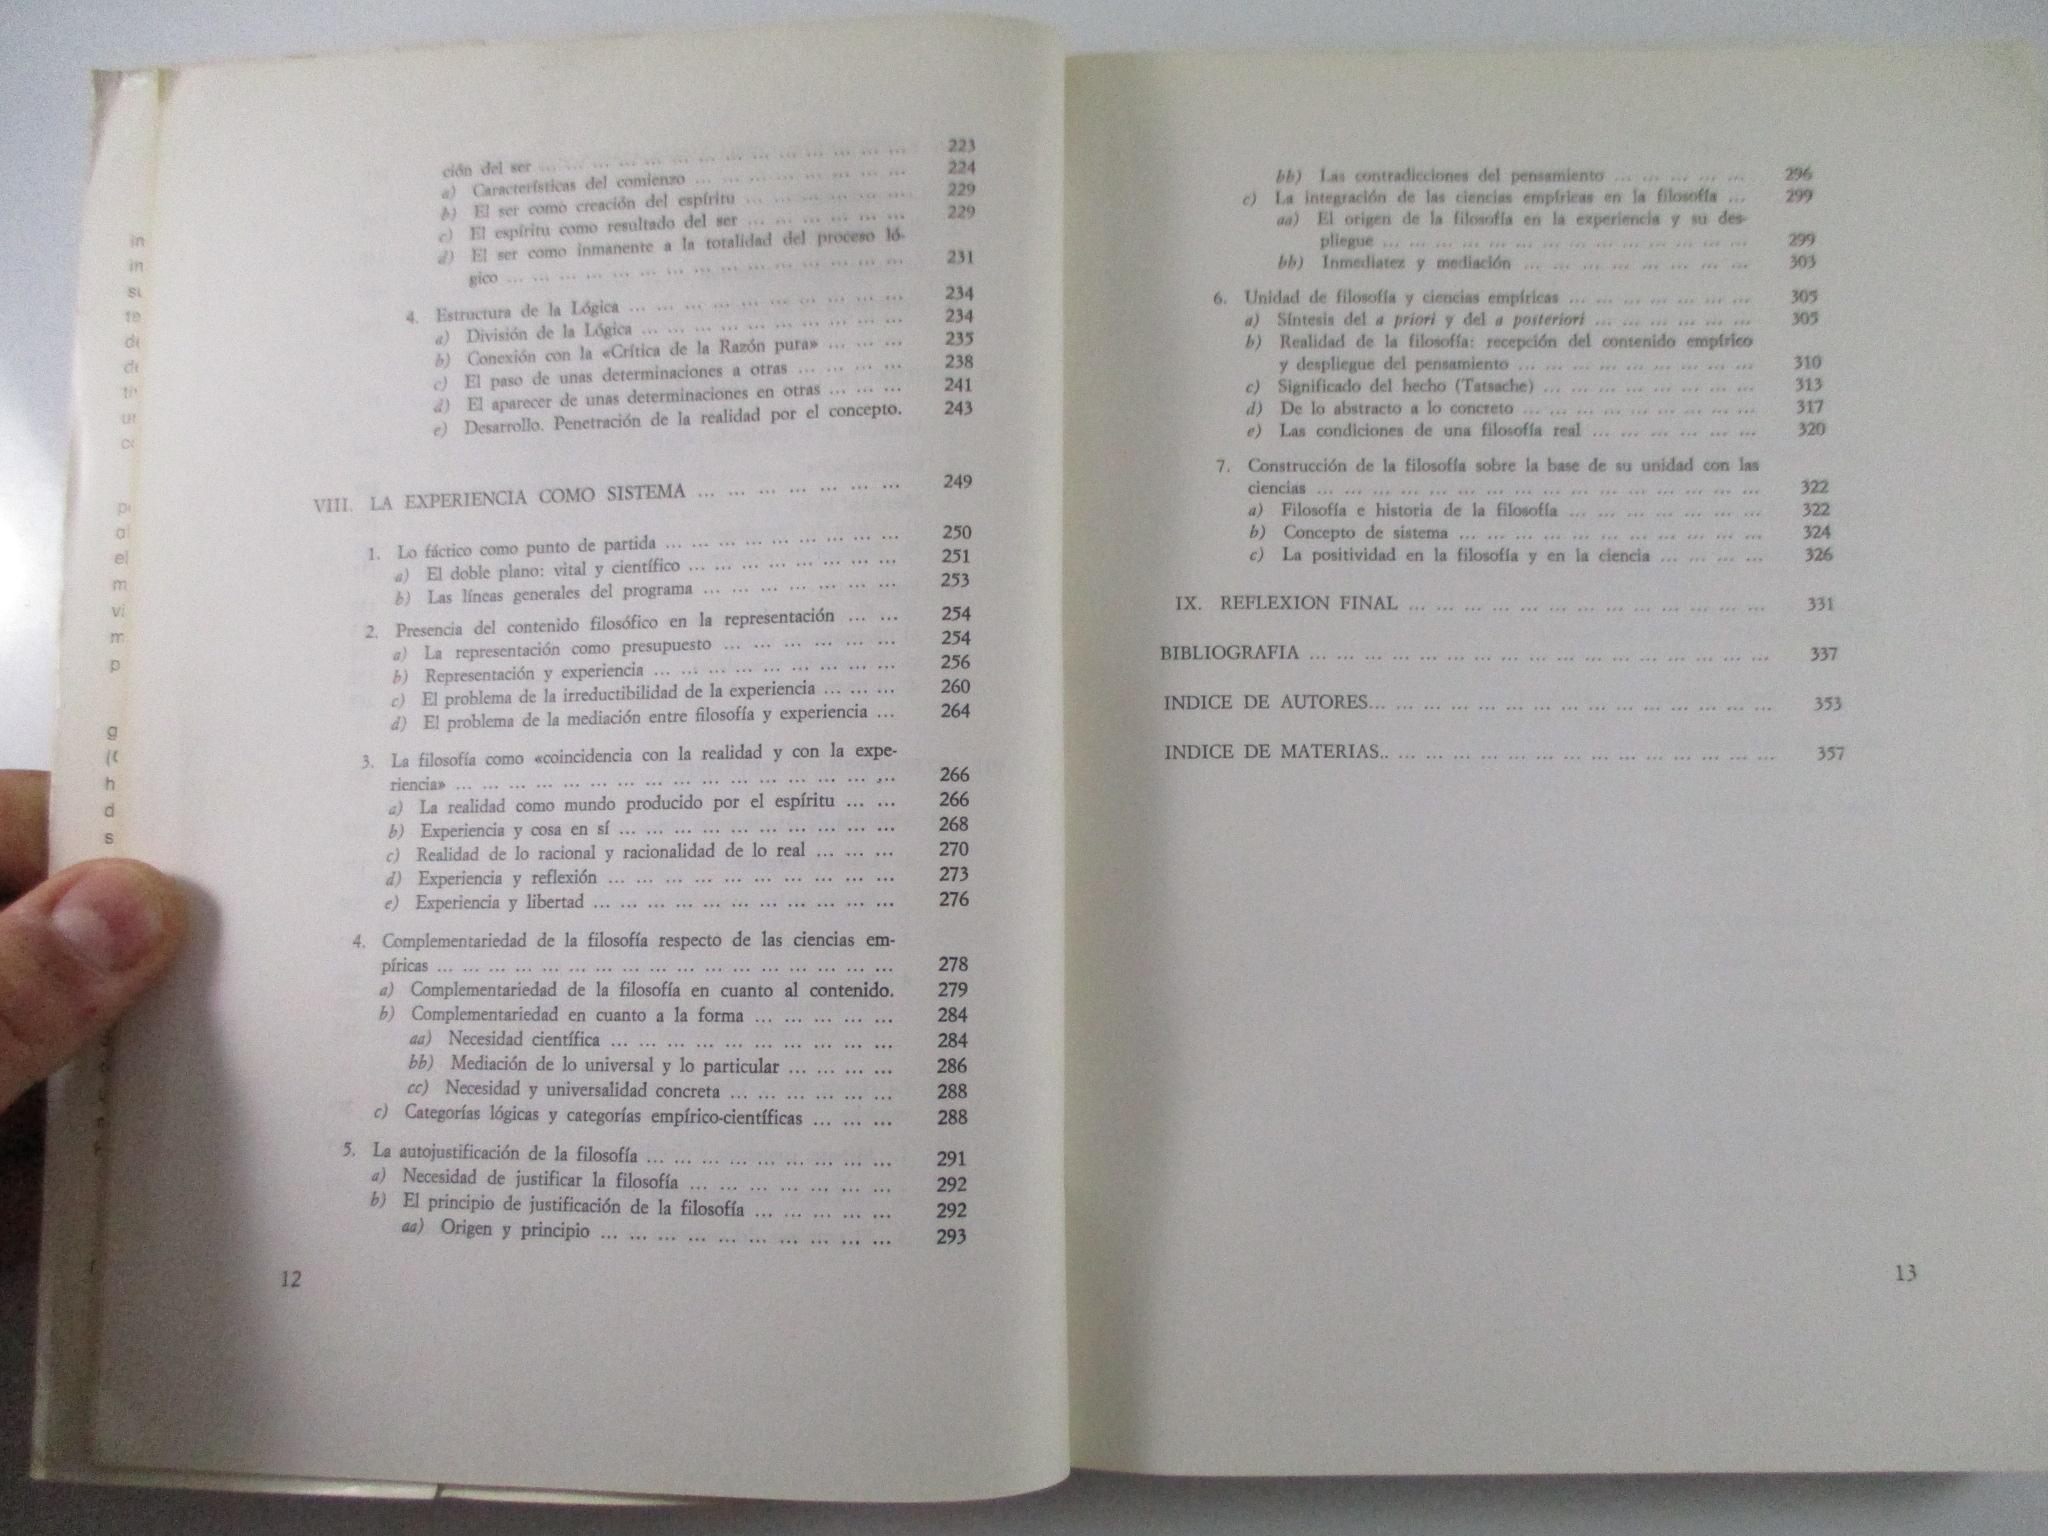 ción del ser ... ... ... ... ... ... ... ... ... ... ... ... ... ... 223
a) Características del comienzo ... ... ... ... ... ... ... ... 224
b) El ser como creación del espíritu ... ... ... ... ... ... 229
c) El espíritu como resultado del ser ... ... ... ... ... ... 229
d) El ser como inmanente a la totalidad del proceso ló-
gico ... ... ... ... ... ... ... ... ... ... ... ... ... ... ... 231
4. Estructura de la Lógica ... ... ... ... ... ... ... ... ... ... 234
a) División de la Lógica ... ... ... ... ... ... ... ... ... ... 234
b) Conexión con la «Crítica de la Razón pura» ... ... ... 235
c) El paso de unas determinaciones a otras ... ... ... ... 238
d) El aparecer de unas determinaciones en otras ... ... ... 241
e) Desarrollo. Penetración de la realidad por el concepto. 243
VIII. LA EXPERIENCIA COMO SISTEMA ... ... ... ... ... ... ... ... 249
1. Lo fáctico como punto de partida ... ... ... ... ... ... ... ... ... 250
a) El doble plano: vital y científico ... ... ... ... ... ... ... ... 251
b) Las líneas generales del programa ... ... ... ... ... ... ... ... 253
2. Presencia del contenido filosófico en la representación ... ... 254
a) La representación como presupuesto ... ... ... ... ... ... ... 254
b) Representación y experiencia ... ... ... ... ... ... ... ... ... 256
c) El problema de la irreductibilidad de la experiencia ... ... ... 260
d) El problema de la mediación entre filosofía y experiencia ... 264
3. La filosofía como «coincidencia con la realidad y con la expe-
riencia» ... ... ... ... ... ... ... ... ... ... ... ... ... ... ... ... ... 266
a) La realidad como mundo producido por el espíritu ... ... 266
b) Experiencia y cosa en sí ... ... ... ... ... ... ... ... ... ... 268
c) Realidad de lo racional y racionalidad de lo real ... ... ... 270
d) Experiencia y reflexión ... ... ... ... ... ... ... ... ... ... 273
e) Experiencia y libertad ... ... ... ... ... ... ... ... ... ... ... 276
4. Complementariedad de la filosofía respecto de las ciencias em-
píricas ... ... ... ... ... ... ... ... ... ... ... ... ... ... ... ... ... 278
a) Complementariedad de la filosofía en cuanto al contenido. 279
b) Complementariedad en cuanto a la forma ... ... ... ... ... 284
aa) Necesidad científica ... ... ... ... ... ... ... ... ... ... 284
bb) Mediación de lo universal y lo particular ... ... ... ... 286
cc) Necesidad y universalidad concreta ... ... ... ... ... ... 288
c) Categorías lógicas y categorías empírico-científicas ... ... ... 288
5. La autojustificación de la filosofía ... ... ... ... ... ... ... ... ... 291
a) Necesidad de justificar la filosofía ... ... ... ... ... ... ... 292
b) El principio de justificación de la filosofía ... ... ... ... ... 292
aa) Origen y principio ... ... ... ... ... ... ... ... ... ... 293
12
bb) Las contradicciones del pensamiento ... ... ... ... ... 296
c) La integración de las ciencias empíricas en la filosofía ... 299
aa) El origen de la filosofía en la experiencia y su des-
pliegue ... ... ... ... ... ... ... ... ... ... ... ... ... ... 299
bb) Inmediatez y mediación ... ... ... ... ... ... ... ... ... 303
6. Unidad de filosofía y ciencias empíricas ... ... ... ... ... ... ... 305
a) Síntesis del a priori y del a posteriori ... ... ... ... ... ... 305
b) Realidad de la filosofía: recepción del contenido empírico
y despliegue del pensamiento ... ... ... ... ... ... ... ... ... 310
c) Significado del hecho (Tatsache) ... ... ... ... ... ... ... ... 313
d) De lo abstracto a lo concreto ... ... ... ... ... ... ... ... ... 317
e) Las condiciones de una filosofía real ... ... ... ... ... ... 320
7. Construcción de la filosofía sobre la base de su unidad con las
ciencias ... ... ... ... ... ... ... ... ... ... ... ... ... ... ... ... 322
a) Filosofía e historia de la filosofía ... ... ... ... ... ... ... 322
b) Concepto de sistema ... ... ... ... ... ... ... ... ... ... ... 324
c) La positividad en la filosofía y en la ciencia ... ... ... ... 326
IX. REFLEXION FINAL ... ... ... ... ... ... ... ... ... ... ... ... ... 331
BIBLIOGRAFIA ... ... ... ... ... ... ... ... ... ... ... ... ... ... ... ... ... 337
INDICE DE AUTORES... ... ... ... ... ... ... ... ... ... ... ... ... ... ... 353
INDICE DE MATERIAS.. ... ... ... ... ... ... ... ... ... ... ... ... ... ... 357
13